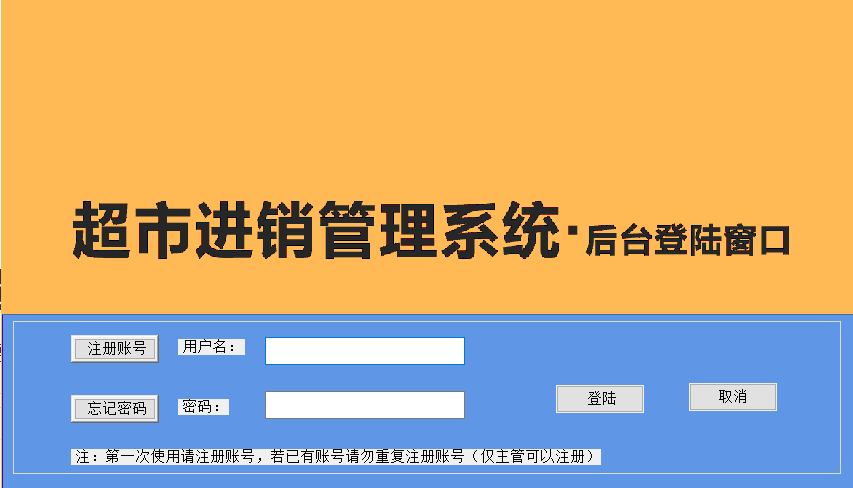 超市进销管理系统·后台登陆窗口
注册账号 用户名：
忘记密码 密码： 登陆 取消
注：第一次使用请注册账号，若已有账号请勿重复注册账号（仅主管可以注册）